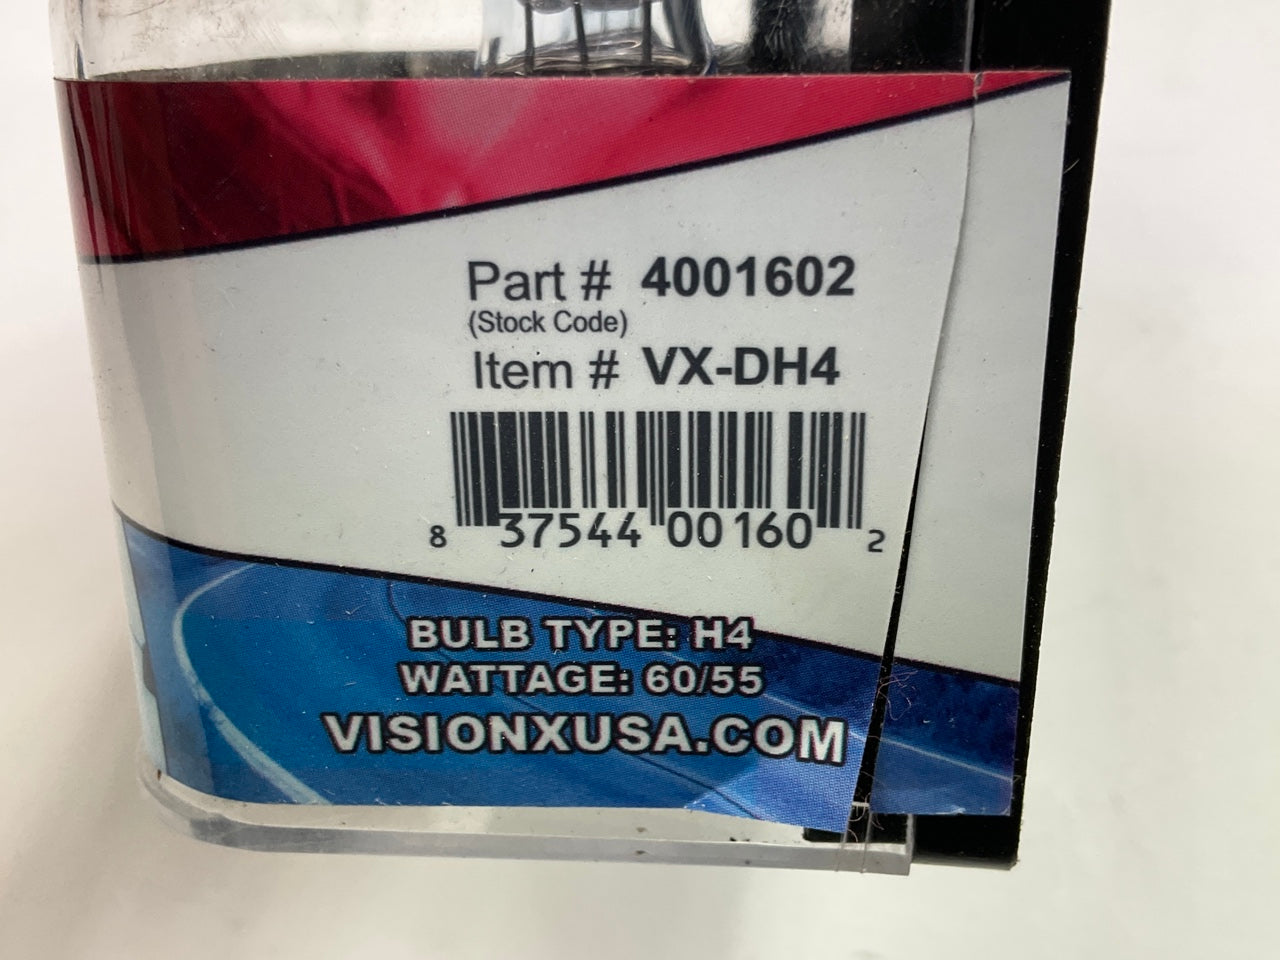 Part # 4001602
(Stock Code)
Item # VX-DH4
8 37544 00160 2
BULB TYPE: H4
WATTAGE: 60/55
VISIONXUSA.COM